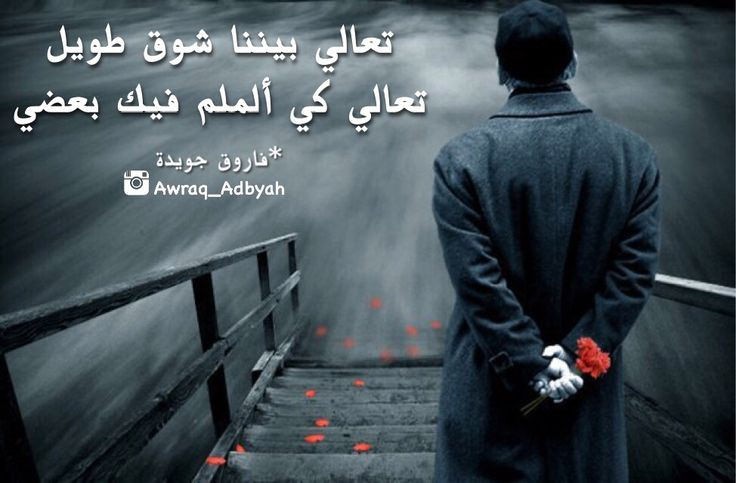 تعالي بيننا شوق طويل
تعالي كي ألملم فيك بعضي
*فاروق جويدة
Awraq_Adbyah